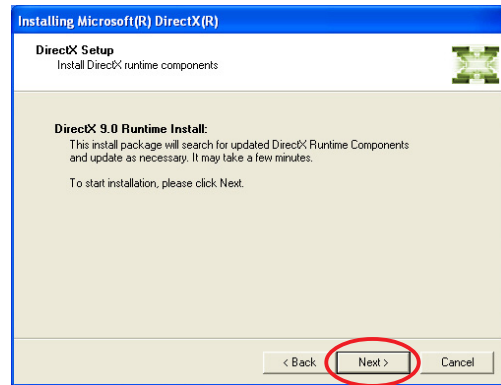 Installing Microsoft(R) DirectX(R)
DirectX Setup
Install DirectX runtime components
DirectX 9.0 Runtime Install:
This install package will search for updated DirectX Runtime Components
and update as necessary. It may take a few minutes.
To start installation, please click Next.
< Back Next > Cancel